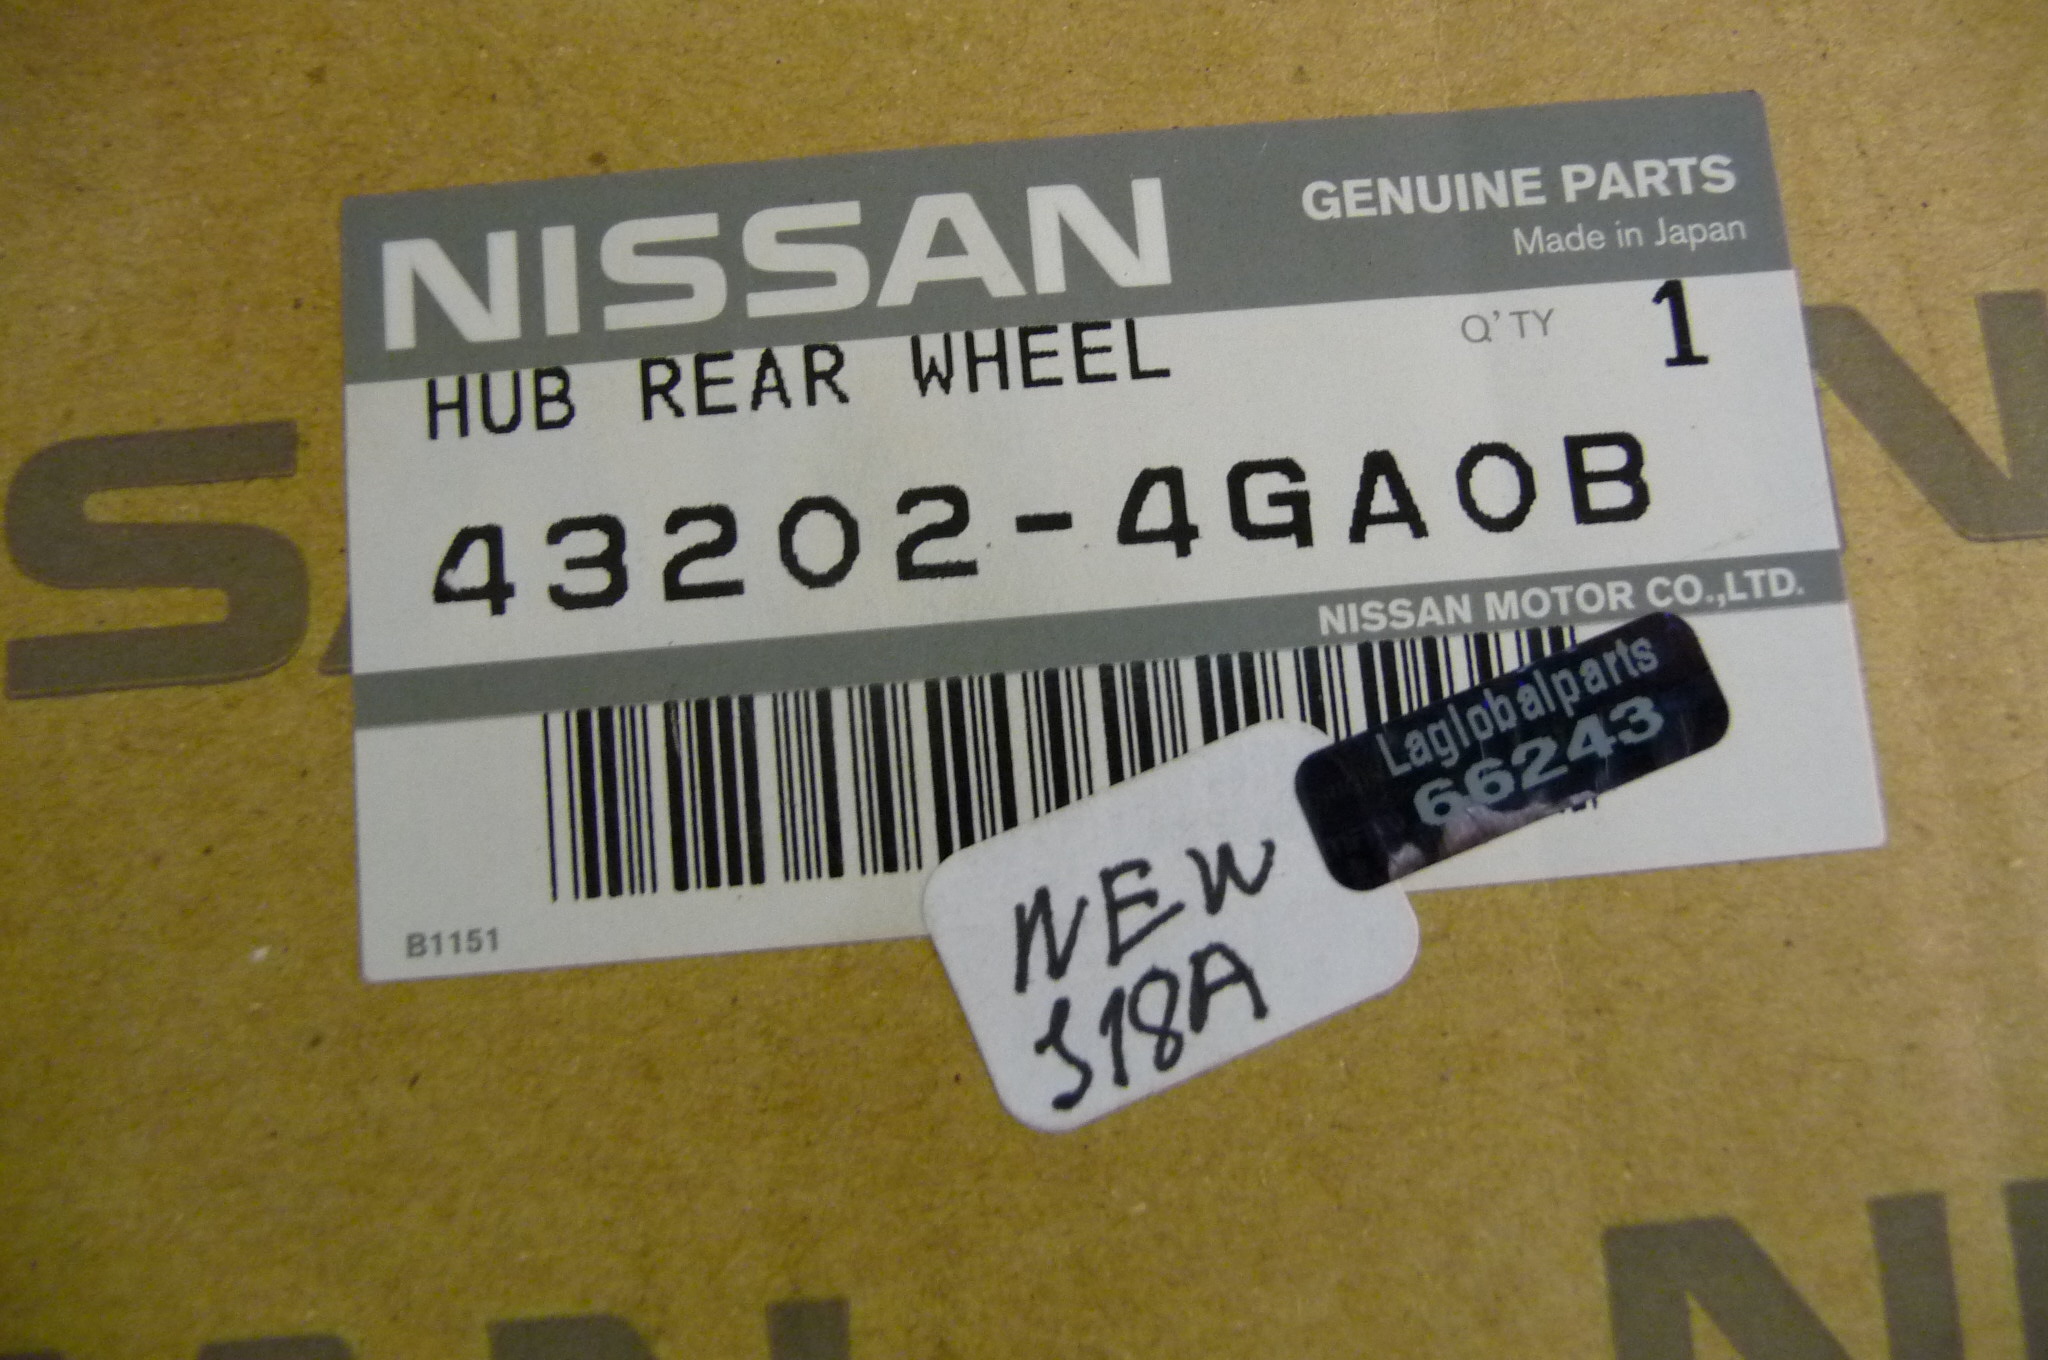 NISSAN
GENUINE PARTS
Made in Japan
HUB REAR WHEEL
Q'TY 1
43202-4GA0B
NISSAN MOTOR CO.,LTD.
Laglobalparts
66243
B1151
NEW
S18A